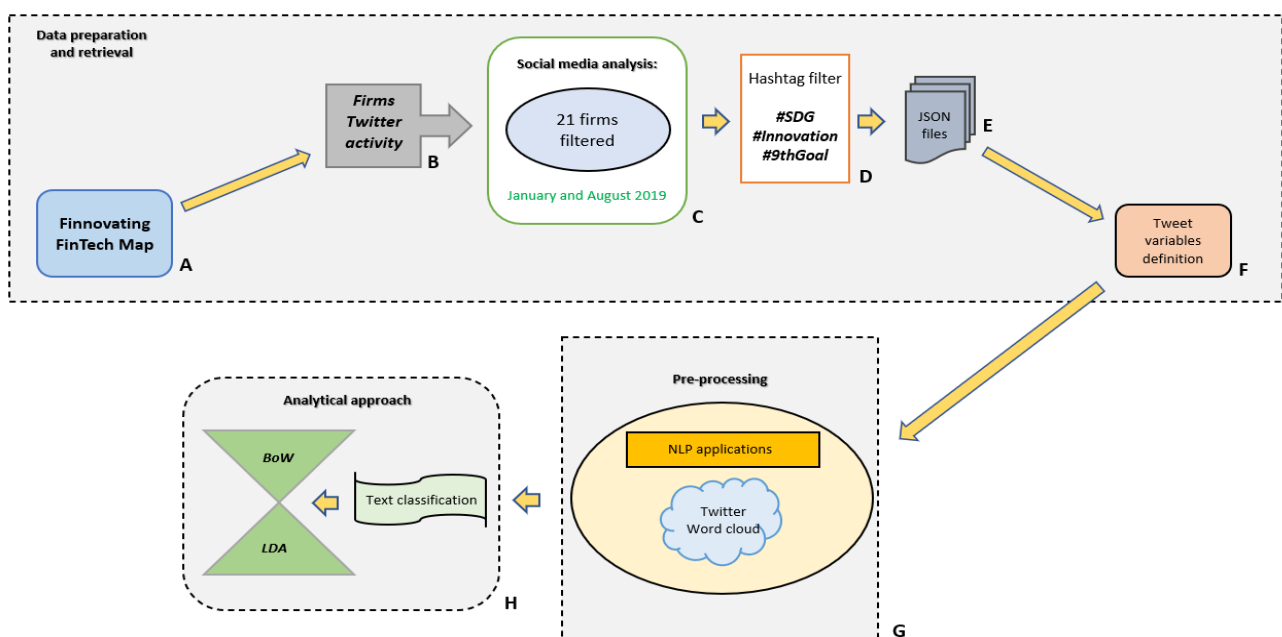 Data preparation
and retrieval
Finnovating
FinTech Map
A
Firms
Twitter
activity
B
Social media analysis:
21 firms
filtered
January and August 2019
C
Hashtag filter
#SDG
#Innovation
#9thGoal
D
JSON
files
E
Tweet
variables
definition
F
Pre-processing
NLP applications
Twitter
Word cloud
G
Analytical approach
Text classification
BoW
LDA
H